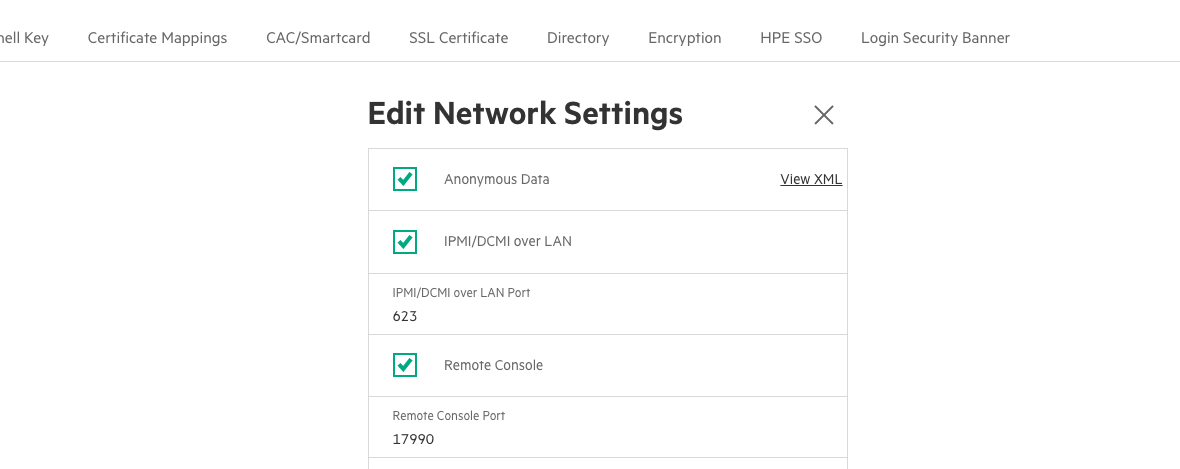 Key Certificate Mappings CAC/Smartcard SSL Certificate Directory Encryption HPE SSO Login Security Banner
Edit Network Settings
Anonymous Data View XML
IPMI/DCMI over LAN
IPMI/DCMI over LAN Port
623
Remote Console
Remote Console Port
17990